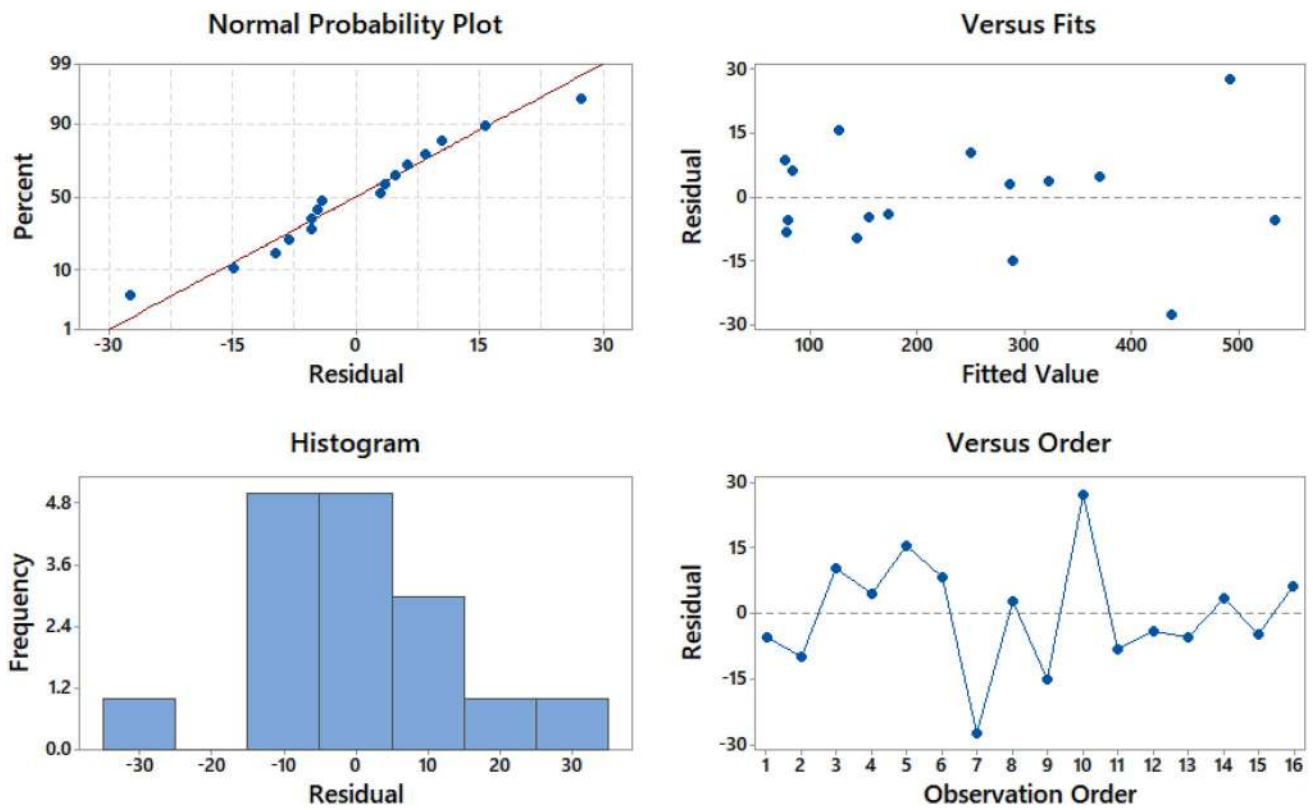 Normal Probability Plot
99
90
50
10
1
Percent
-30 -15 0 15 30
Residual
Versus Fits
30
15
0
-15
-30
Residual
100 200 300 400 500
Fitted Value
Histogram
4.8
3.6
2.4
1.2
0.0
Frequency
-30 -20 -10 0 10 20 30
Residual
Versus Order
30
15
0
-15
-30
Residual
1 2 3 4 5 6 7 8 9 10 11 12 13 14 15 16
Observation Order